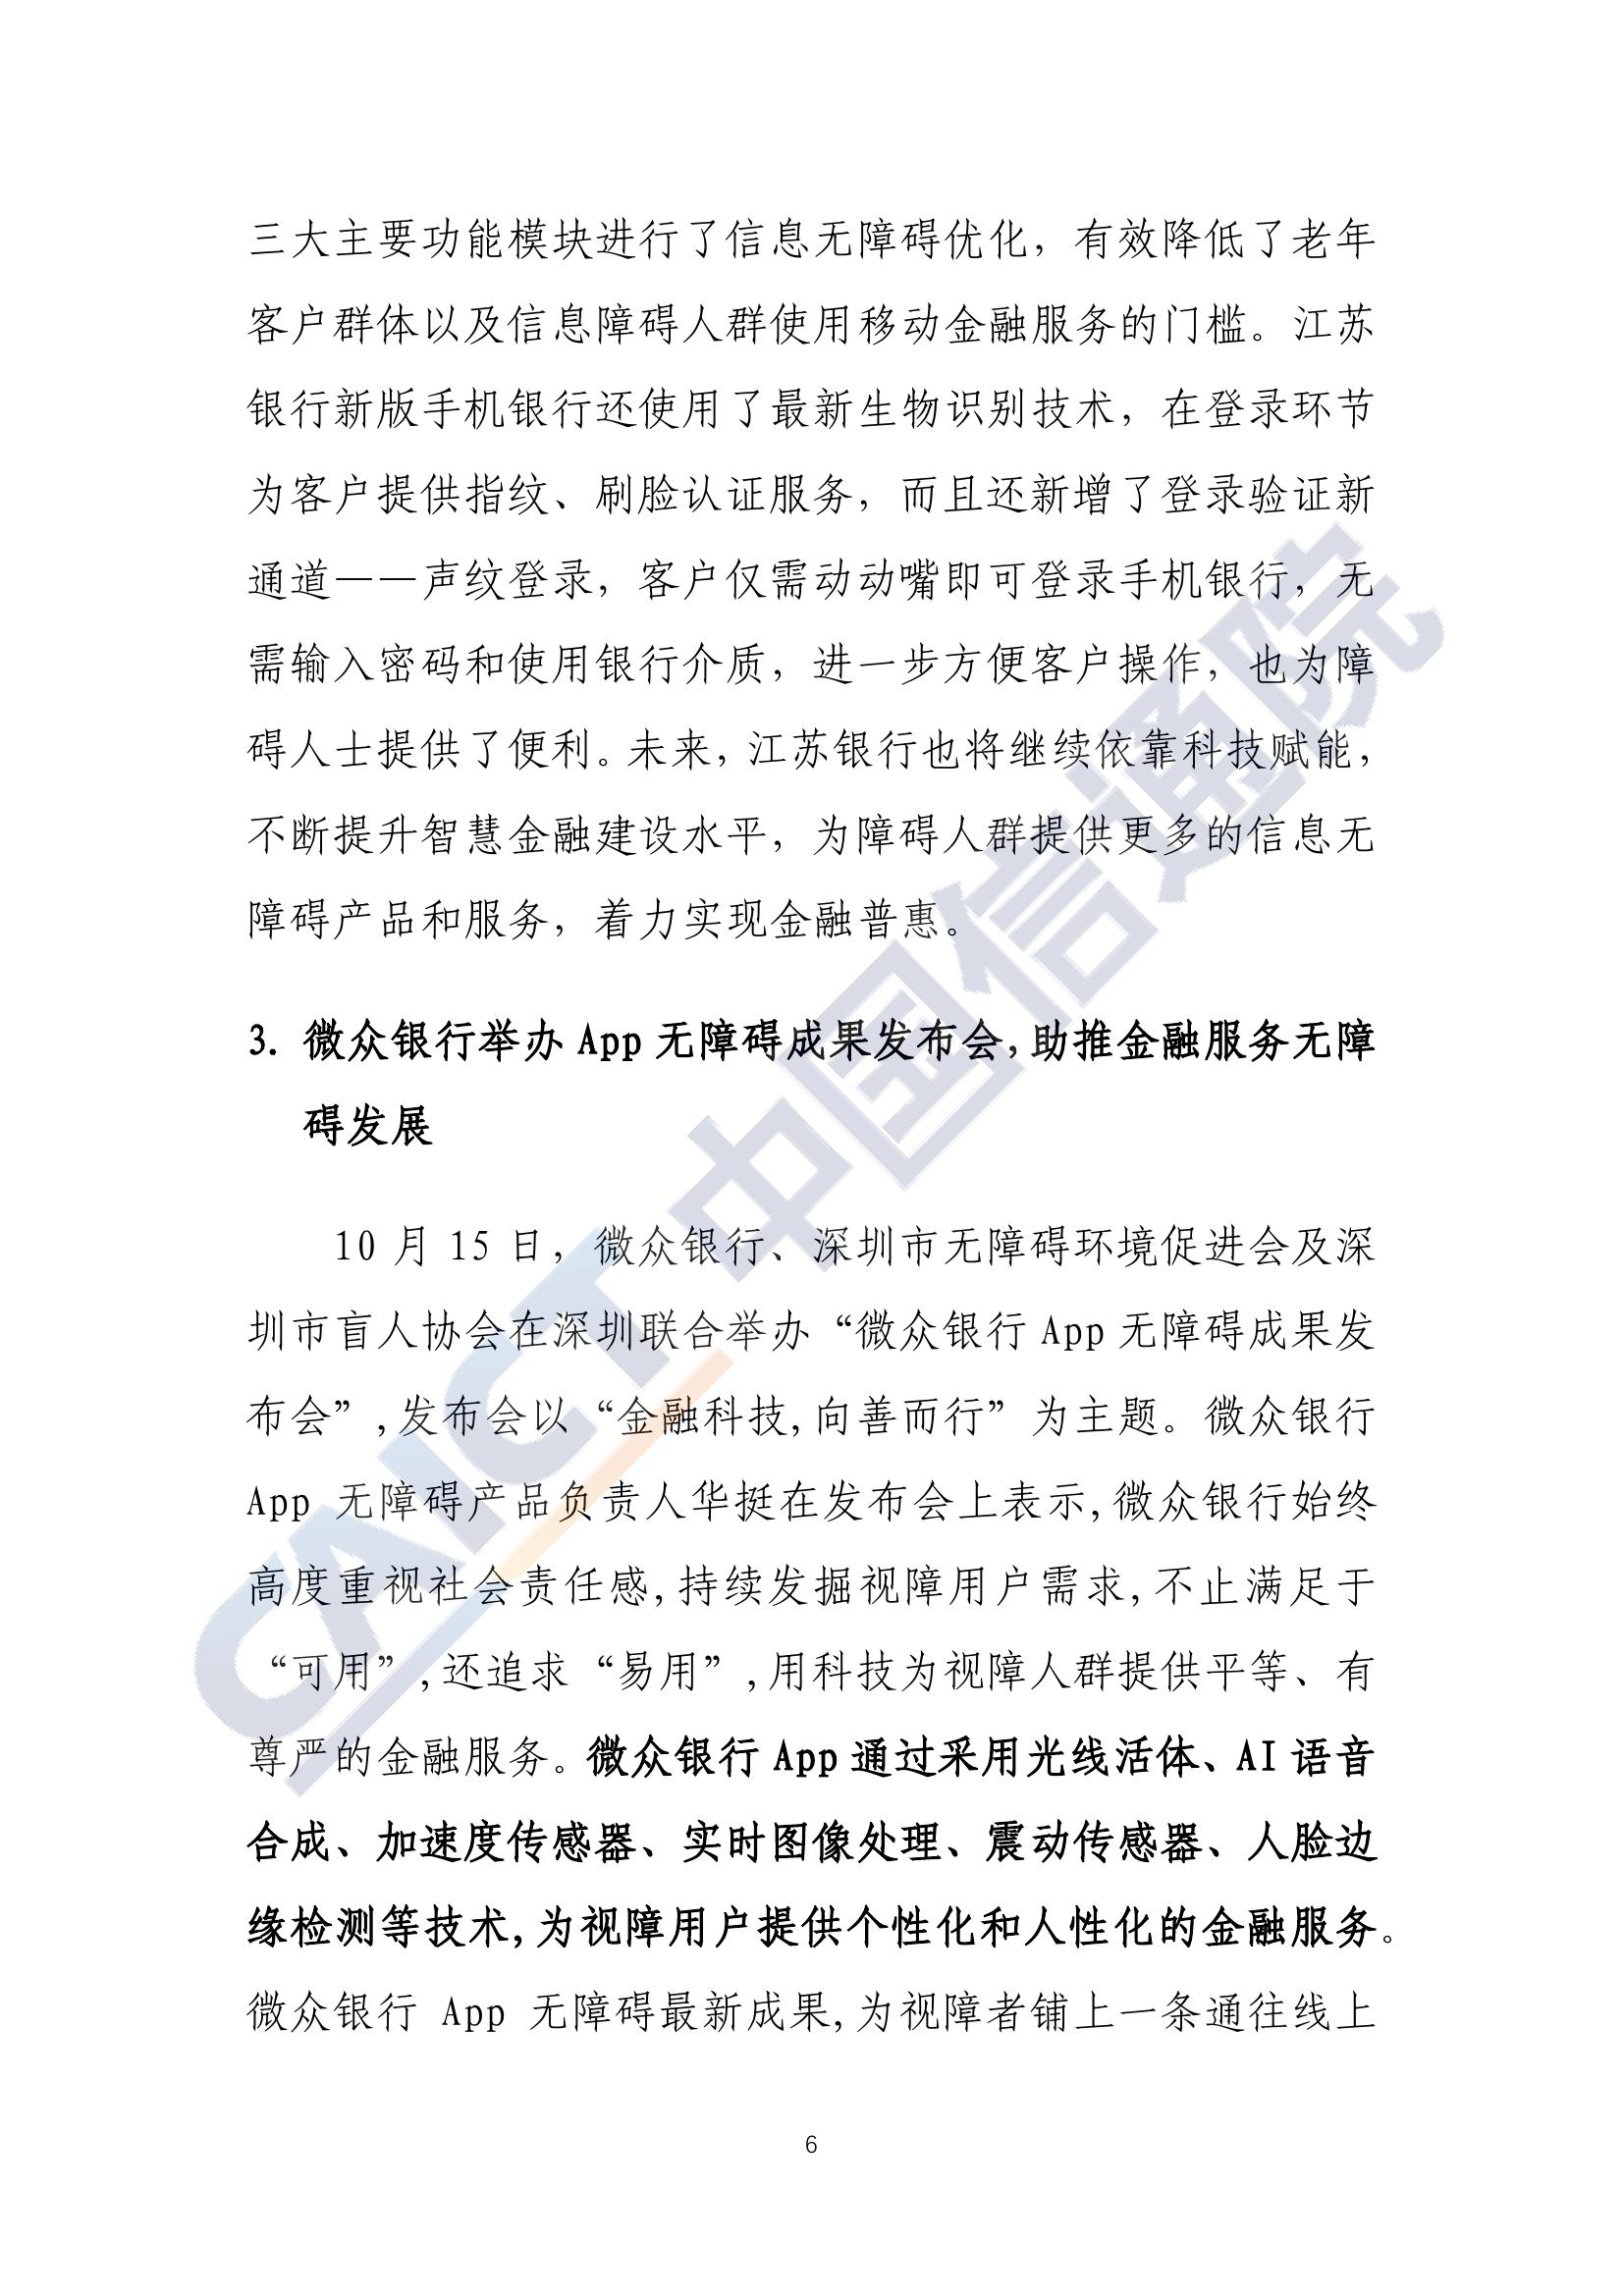 三大主要功能模块进行了信息无障碍优化，有效降低了老年
客户群体以及信息障碍人群使用移动金融服务的门槛。江苏
银行新版手机银行还使用了最新生物识别技术，在登录环节
为客户提供指纹、刷脸认证服务，而且还新增了登录验证新
通道——声纹登录，客户仅需动动嘴即可登录手机银行，无
需输入密码和使用银行介质，进一步方便客户操作，也为障
碍人士提供了便利。未来，江苏银行也将继续依靠科技赋能，
不断提升智慧金融建设水平，为障碍人群提供更多的信息无
障碍产品和服务，着力实现金融普惠。
3. 微众银行举办 App 无障碍成果发布会,助推金融服务无障
碍发展
10 月 15 日，微众银行、深圳市无障碍环境促进会及深
圳市盲人协会在深圳联合举办“微众银行 App 无障碍成果发
布会”,发布会以“金融科技,向善而行”为主题。微众银行
App 无障碍产品负责人华挺在发布会上表示,微众银行始终
高度重视社会责任感,持续发掘视障用户需求,不止满足于
“可用”,还追求“易用”,用科技为视障人群提供平等、有
尊严的金融服务。微众银行 App 通过采用光线活体、AI 语音
合成、加速度传感器、实时图像处理、震动传感器、人脸边
缘检测等技术,为视障用户提供个性化和人性化的金融服务。
微众银行 App 无障碍最新成果,为视障者铺上一条通往线上
6
CAICT 中国信通院